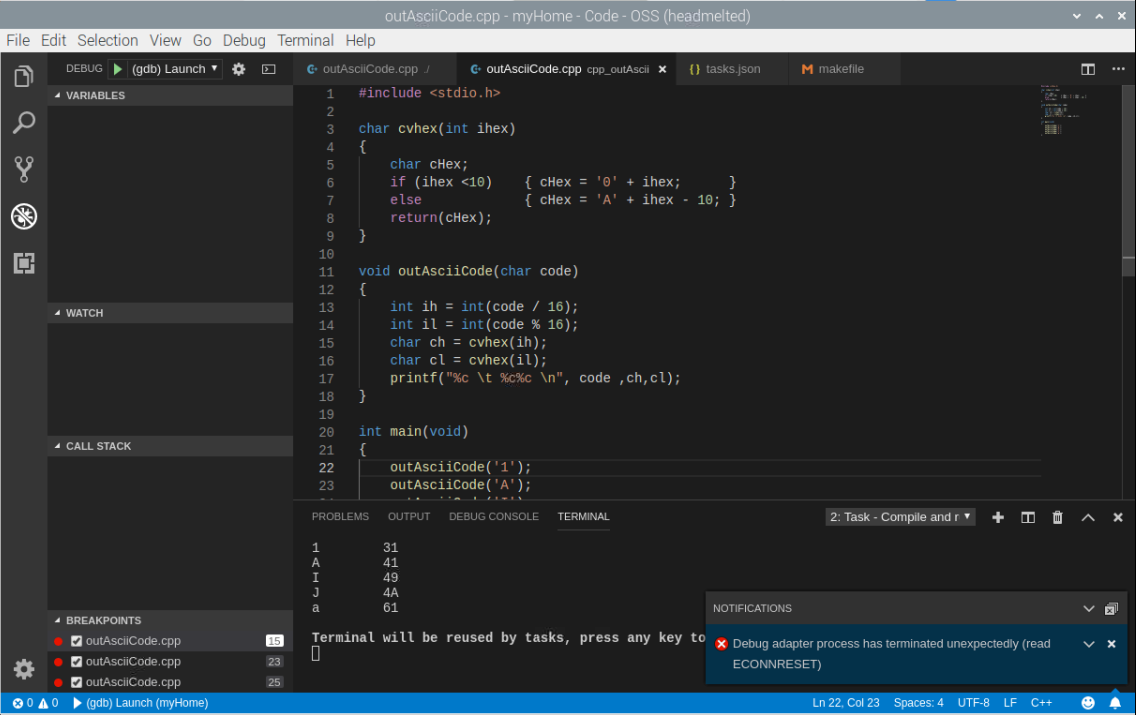 outAsciiCode.cpp - myHome - Code - OSS (headmelted)
File Edit Selection View Go Debug Terminal Help
DEBUG (gdb) Launch
VARIABLES
WATCH
CALL STACK
BREAKPOINTS
outAsciiCode.cpp 15
outAsciiCode.cpp 23
outAsciiCode.cpp 25
outAsciiCode.cpp ./ outAsciiCode.cpp cpp_outAscii tasks.json makefile
1 #include <stdio.h>
2
3 char cvhex(int ihex)
4 {
5     char cHex;
6     if (ihex <10)    { cHex = '0' + ihex;      }
7     else             { cHex = 'A' + ihex - 10; }
8     return(cHex);
9 }
10
11 void outAsciiCode(char code)
12 {
13     int ih = int(code / 16);
14     int il = int(code % 16);
15     char ch = cvhex(ih);
16     char cl = cvhex(il);
17     printf("%c \t %c%c \n", code ,ch,cl);
18 }
19
20 int main(void)
21 {
22     outAsciiCode('1');
23     outAsciiCode('A');
PROBLEMS OUTPUT DEBUG CONSOLE TERMINAL 2: Task - Compile and r
1 31
A 41
I 49
J 4A
a 61
Terminal will be reused by tasks, press any key to
NOTIFICATIONS
Debug adapter process has terminated unexpectedly (read
ECONNRESET)
0 0 (gdb) Launch (myHome) Ln 22, Col 23 Spaces: 4 UTF-8 LF C++